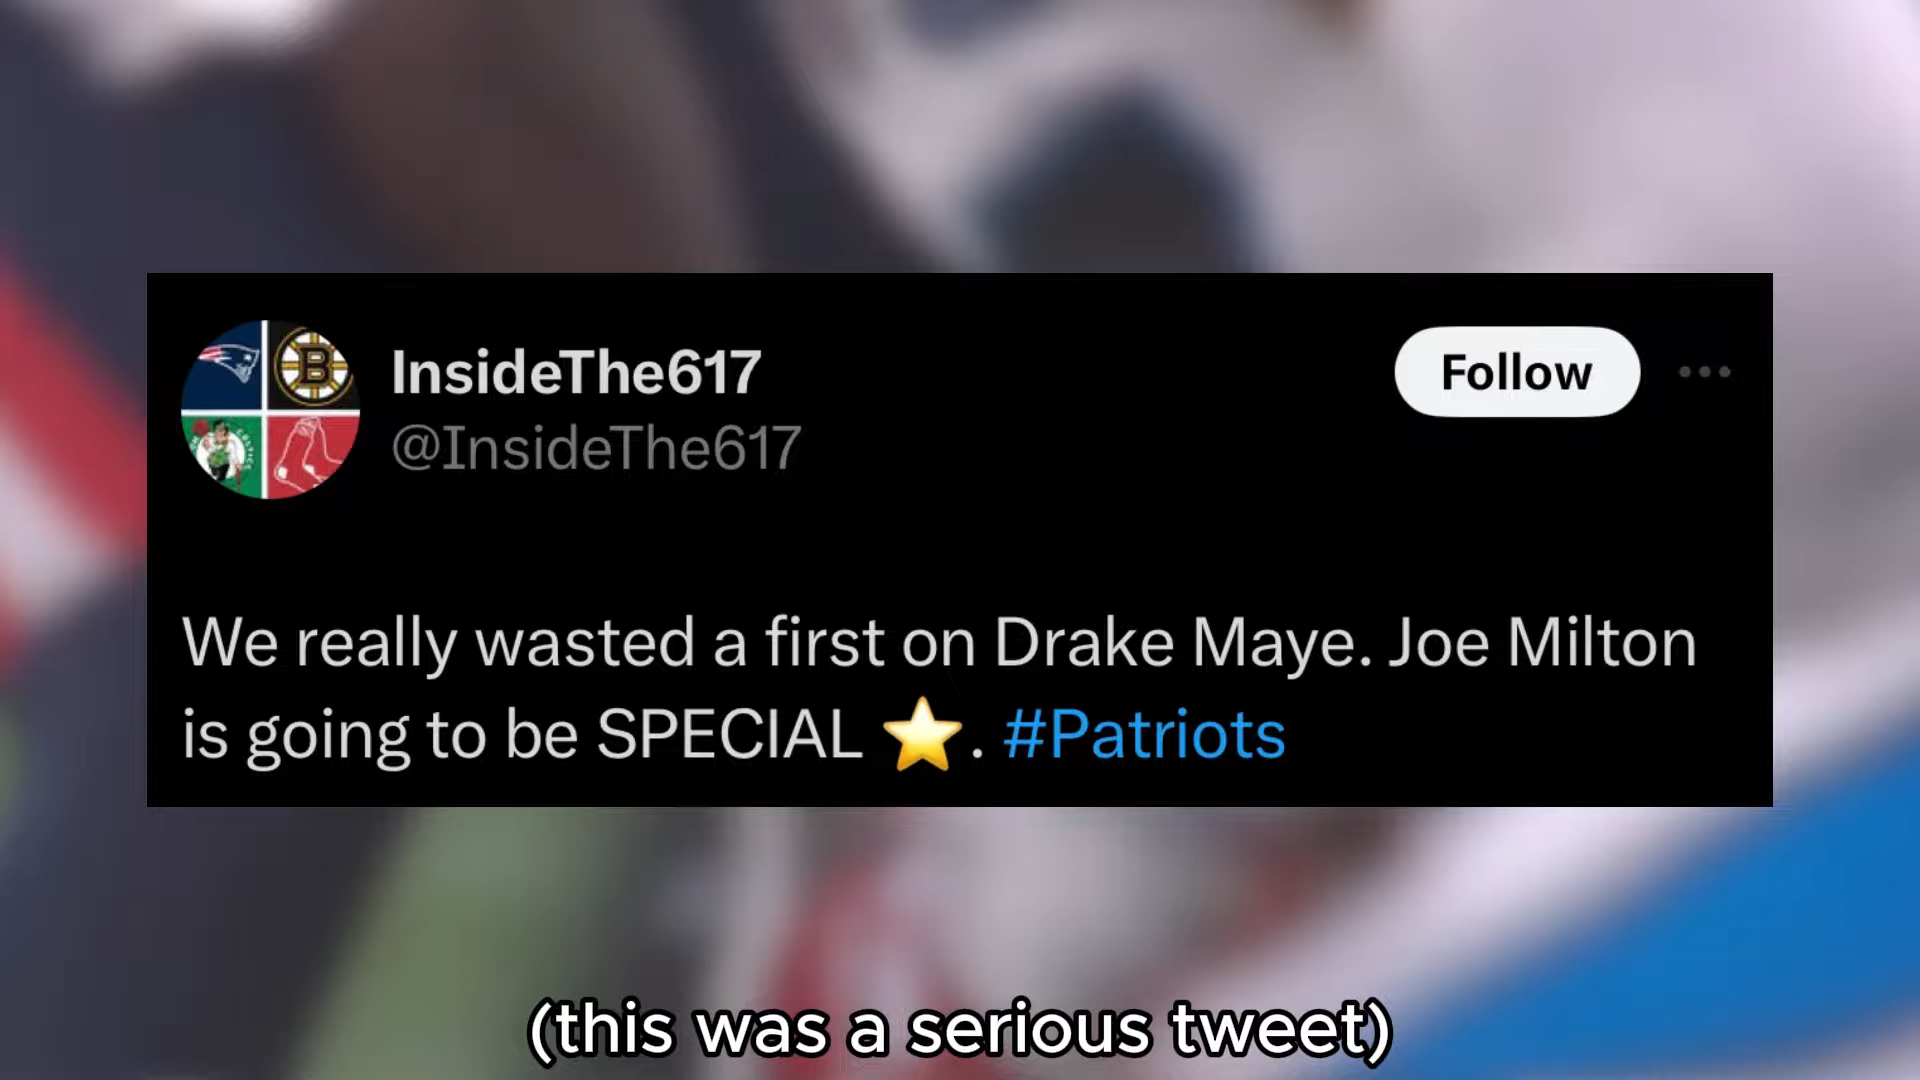 InsideThe617
Follow
@InsideThe617
We really wasted a first on Drake Maye. Joe Milton
is going to be SPECIAL ⭐. #Patriots
(this was a serious tweet)